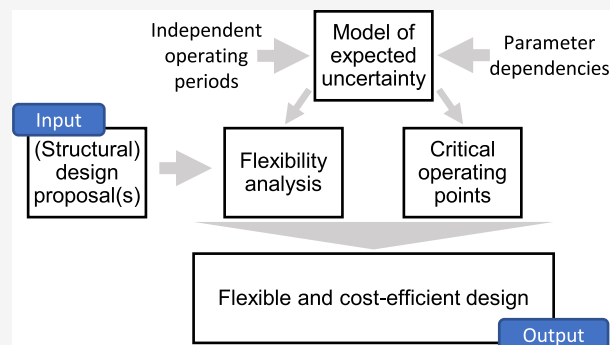 Independent
operating
periods
Model of
expected
uncertainty
Parameter
dependencies
Input
(Structural)
design
proposal(s)
Flexibility
analysis
Critical
operating
points
Flexible and cost-efficient design
Output